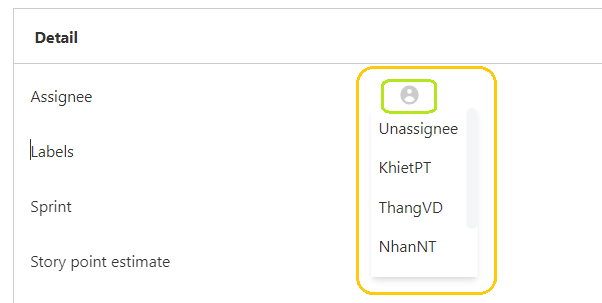 Detail
Assignee
Unassignee
Labels
KhietPT
Sprint
ThangVD
NhanNT
Story point estimate